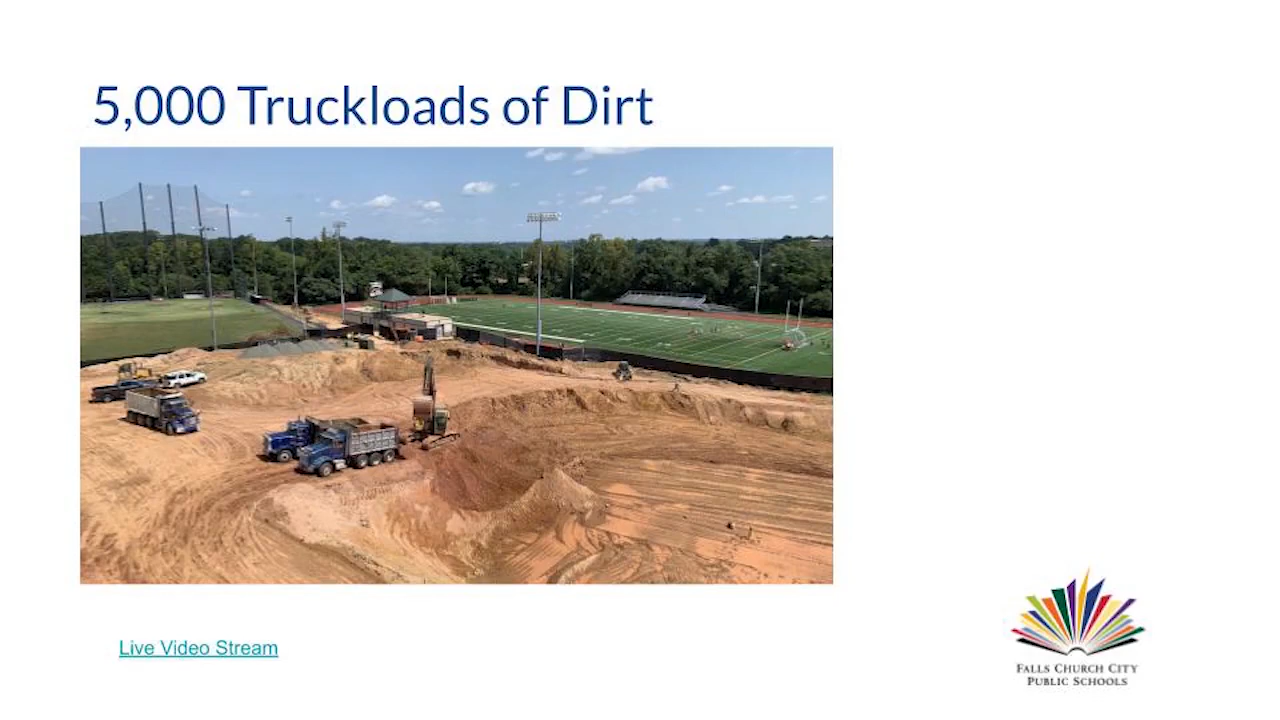 5,000 Truckloads of Dirt
Live Video Stream
FALLS CHURCH CITY
PUBLIC SCHOOLS